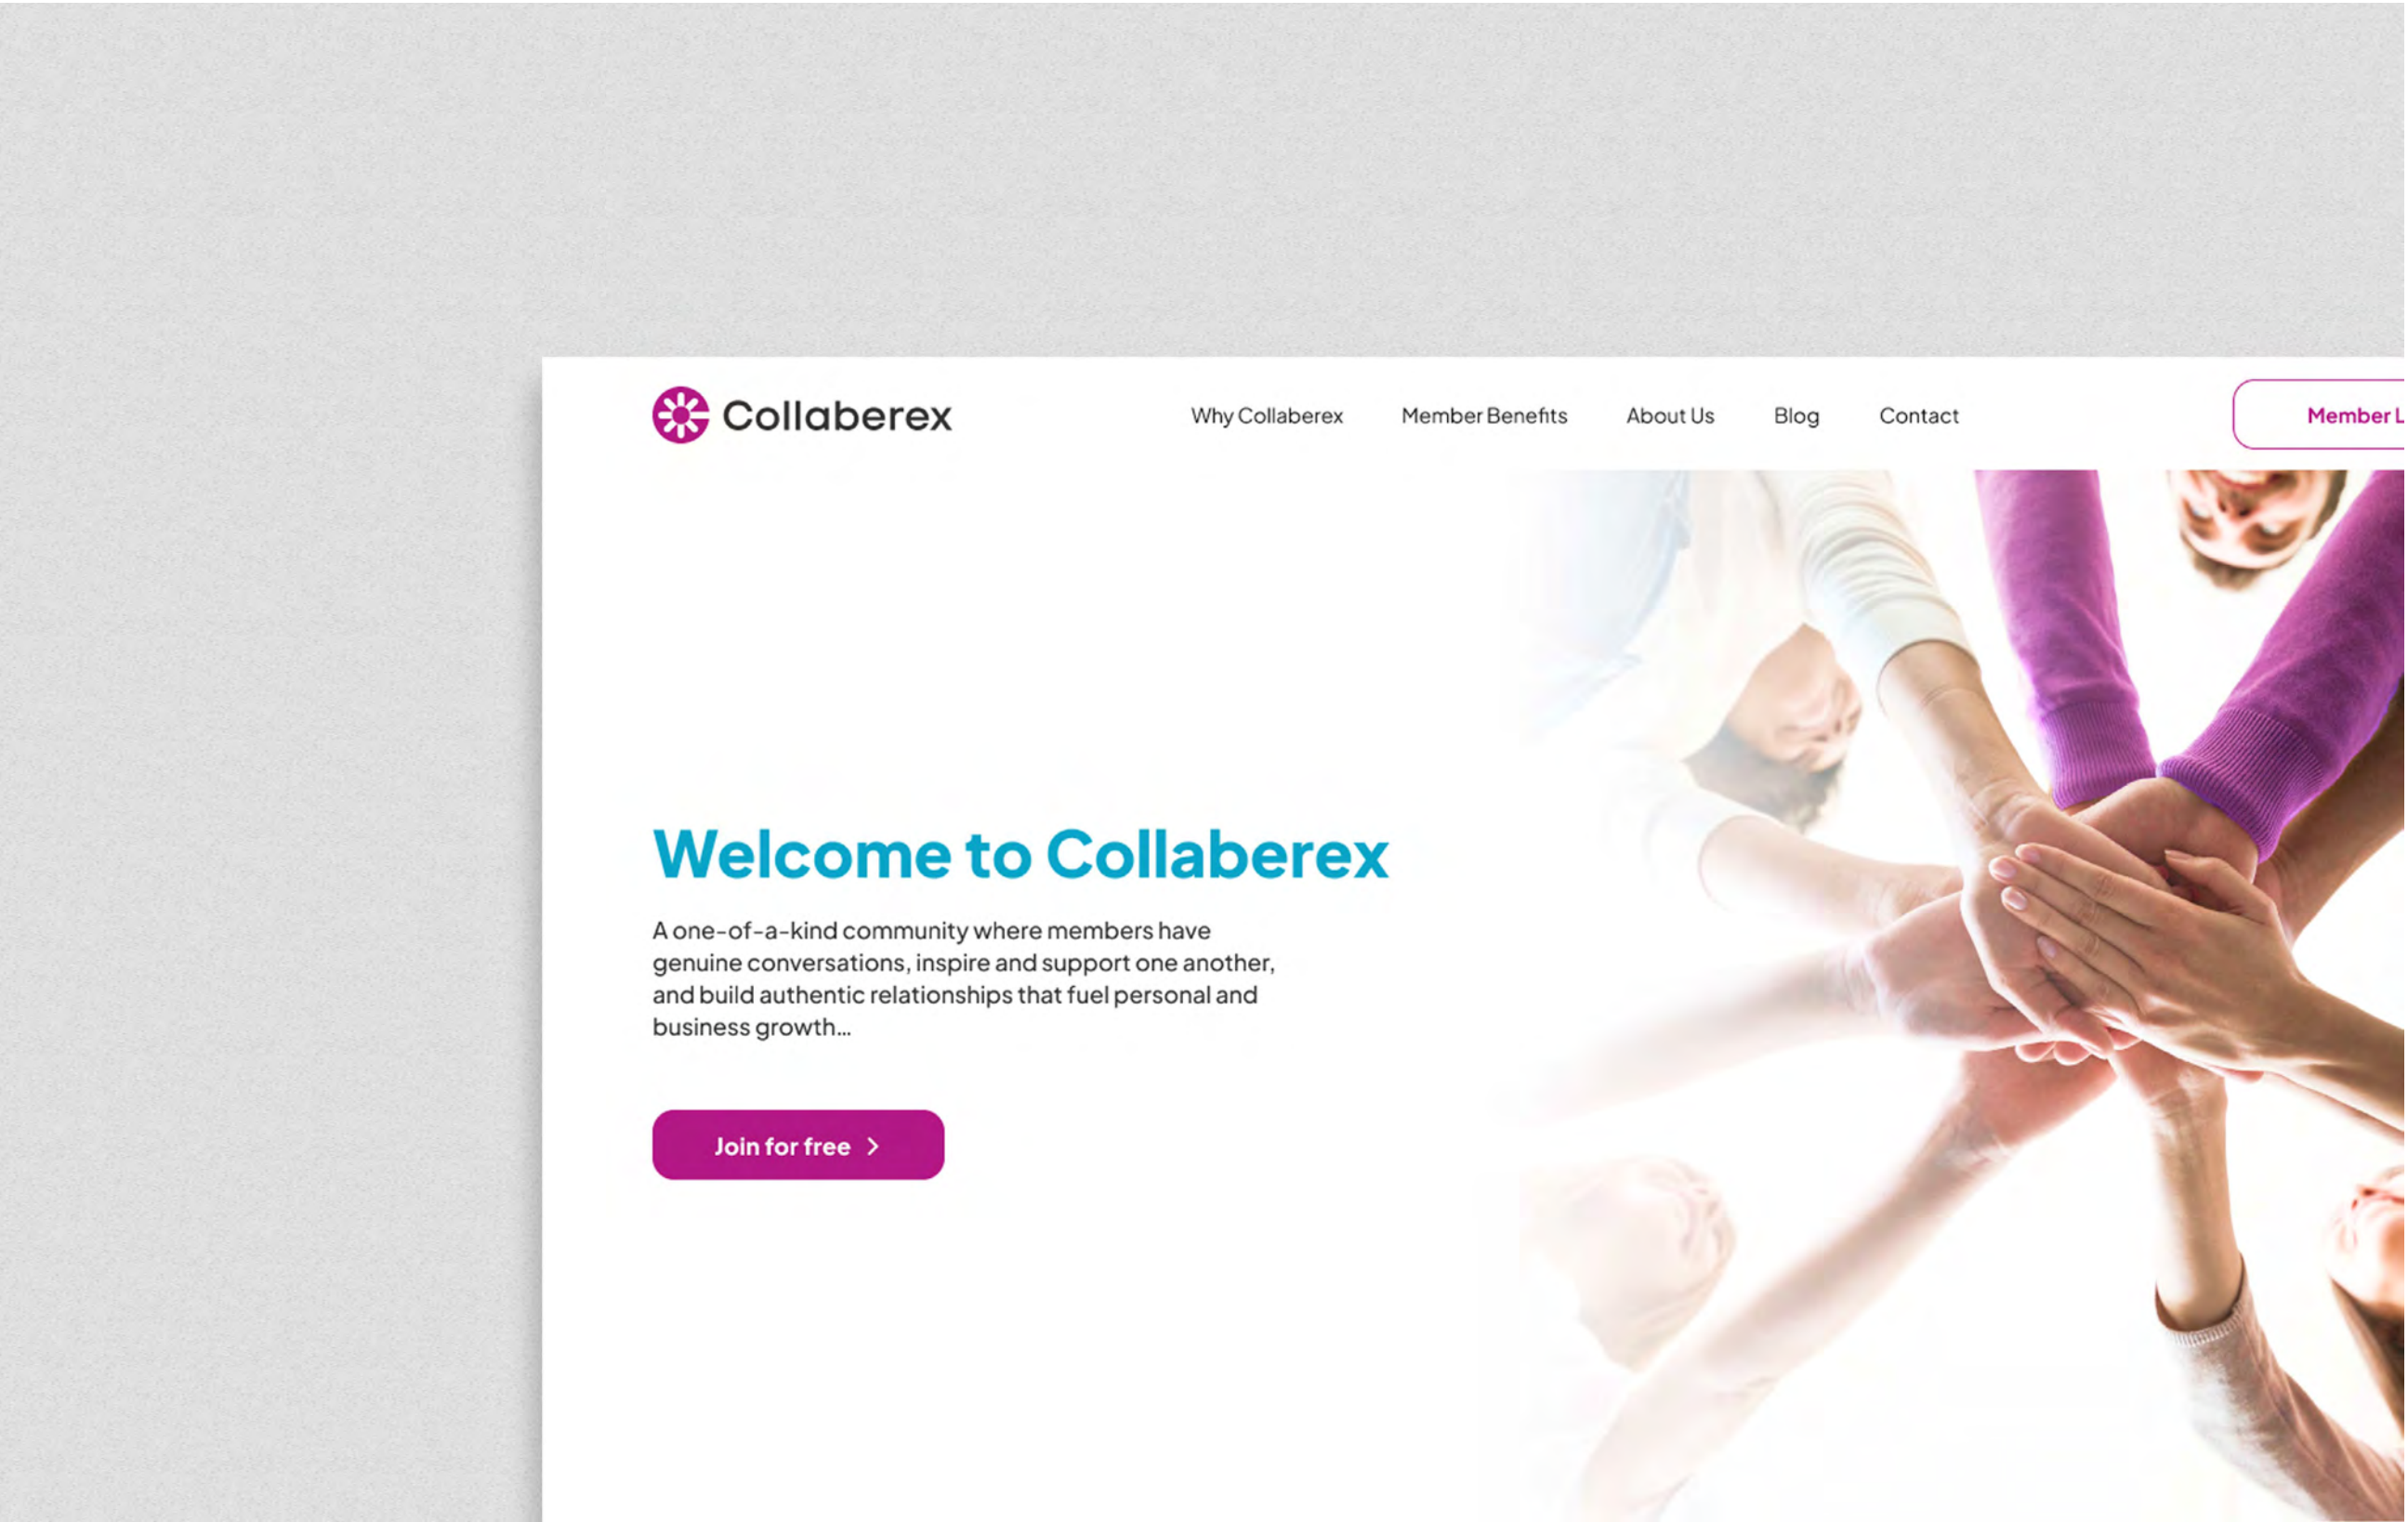 Collaberex
Why Collaberex
Member Benefits
About Us
Blog
Contact
Member L
Welcome to Collaberex
A one-of-a-kind community where members have
genuine conversations, inspire and support one another,
and build authentic relationships that fuel personal and
business growth...
Join for free